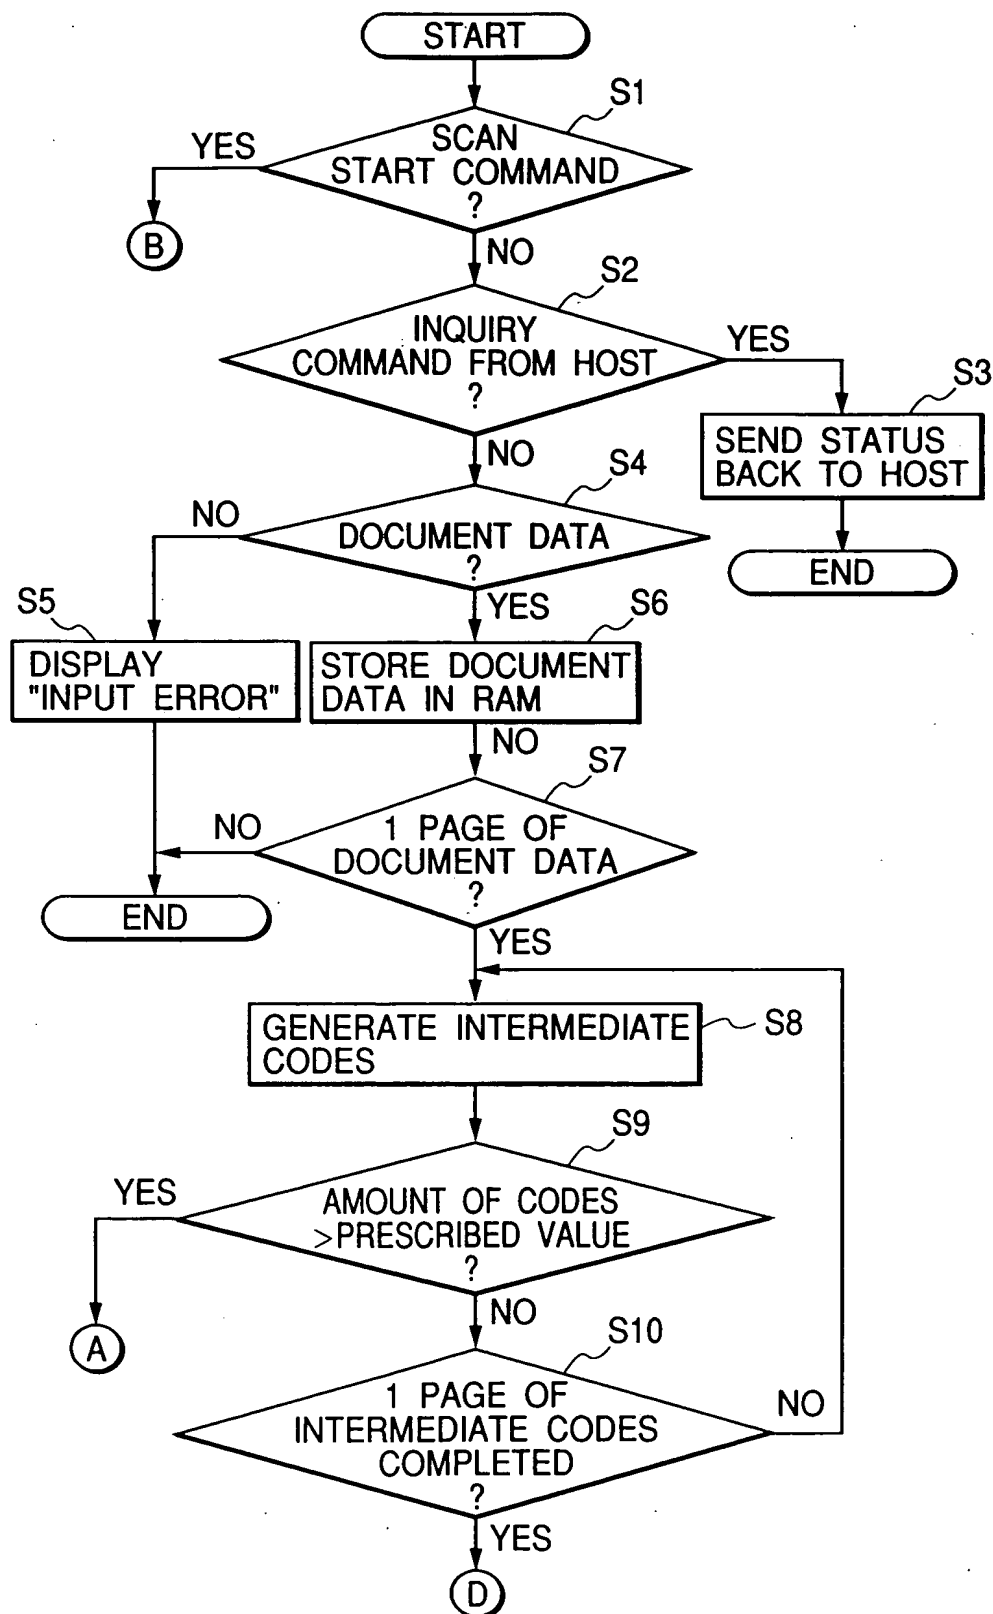 START
S1
YES
SCAN
START COMMAND
?
B
NO
S2
INQUIRY
COMMAND FROM HOST
?
YES
S3
SEND STATUS
BACK TO HOST
END
NO
S4
NO
DOCUMENT DATA
?
YES
S5
DISPLAY
"INPUT ERROR"
S6
STORE DOCUMENT
DATA IN RAM
NO
S7
NO
1 PAGE OF
DOCUMENT DATA
?
END
YES
GENERATE INTERMEDIATE
CODES
S8
S9
YES
AMOUNT OF CODES
>PRESCRIBED VALUE
?
A
NO
S10
1 PAGE OF
INTERMEDIATE CODES
COMPLETED
?
NO
YES
D